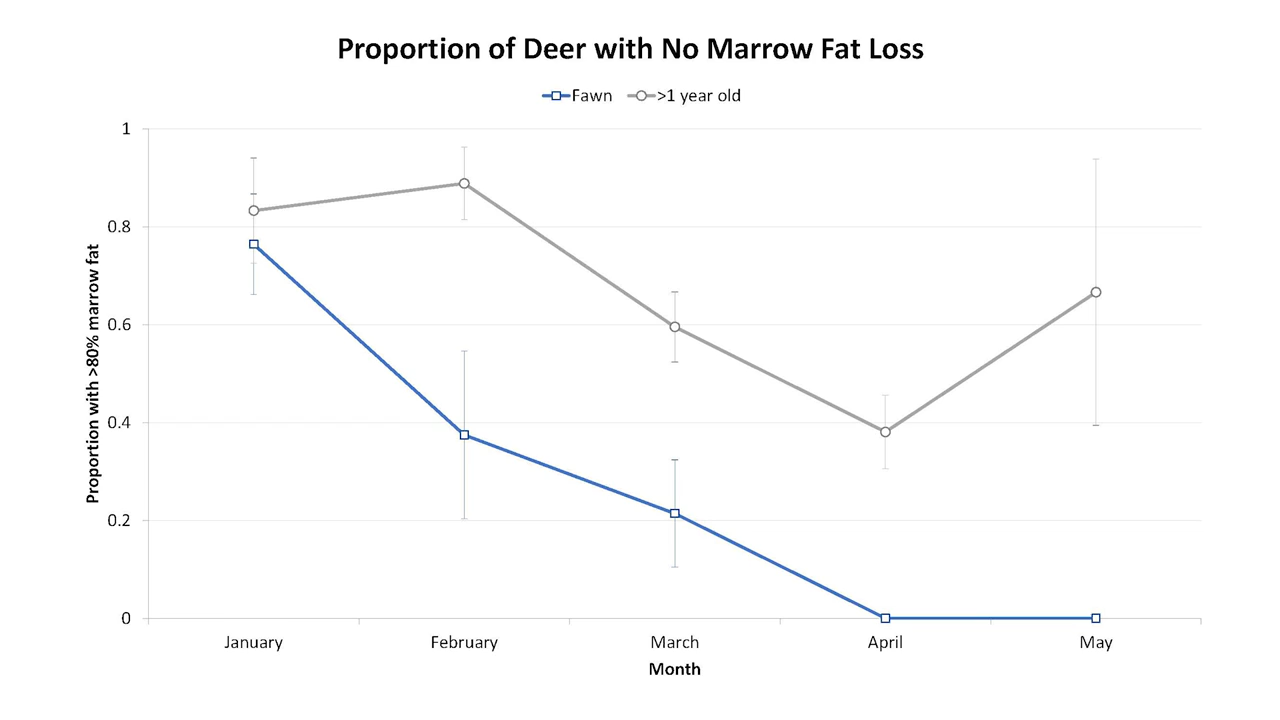 Proportion of Deer with No Marrow Fat Loss
Fawn >1 year old
Proportion with >80% marrow fat
1
0.8
0.6
0.4
0.2
0
January February March April May
Month